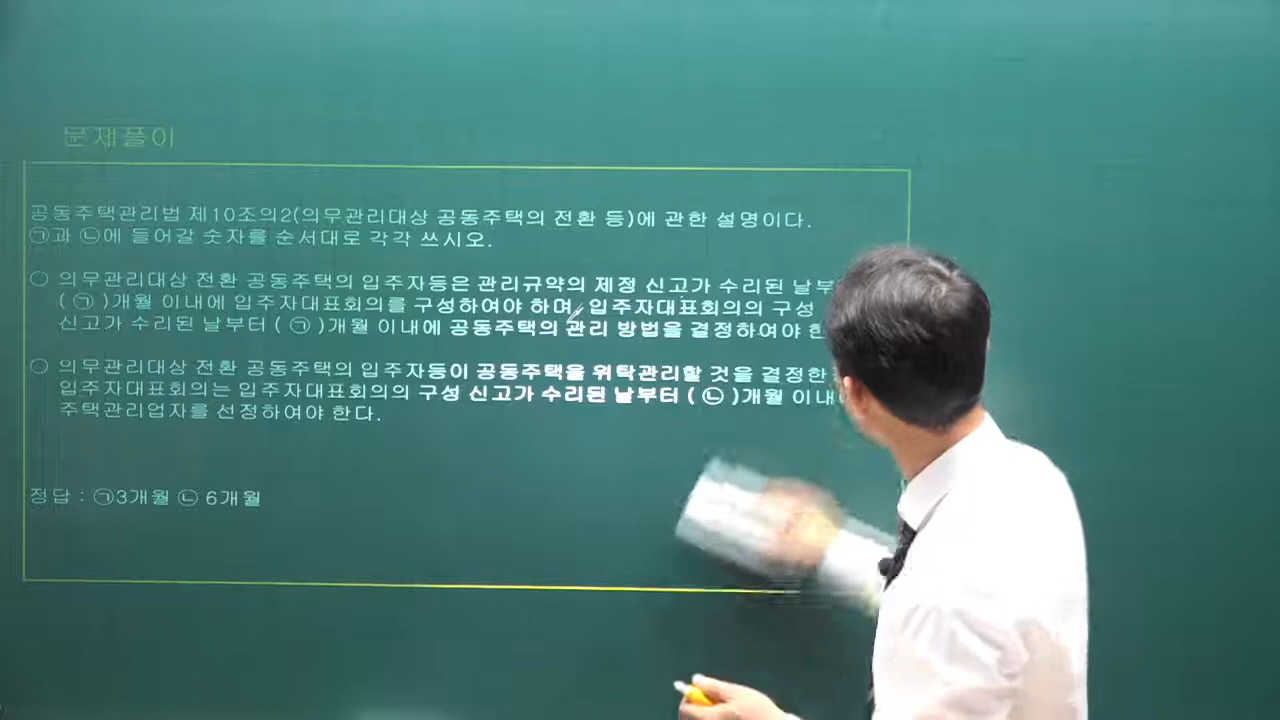 문제풀이
공동주택관리법 제10조의2(의무관리대상 공동주택의 전환 등)에 관한 설명이다.
㉠과 ㉡에 들어갈 숫자를 순서대로 각각 쓰시오.
○ 의무관리대상 전환 공동주택의 입주자등은 관리규약의 제정 신고가 수리된
( ㉠ )개월 이내에 입주자대표회의를 구성하여야 하며, 입주자대표회의의 구성
신고가 수리된 날부터 ( ㉠ )개월 이내에 공동주택의 관리 방법을 결정하여야
○ 의무관리대상 전환 공동주택의 입주자등이 공동주택을 위탁관리할 것을 결정한
입주자대표회의는 입주자대표회의의 구성 신고가 수리된 날부터 ( ㉡ )개월
주택관리업자를 선정하여야 한다.
정답 : ㉠3개월 ㉡ 6개월